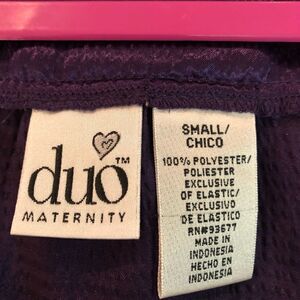 duo™
MATERNITY
SMALL/
CHICO
100% POLYESTER/
POLIESTER
EXCLUSIVE
OF ELASTIC/
EXCLUSIVO
DE ELASTICO
RN#93677
MADE IN
INDONESIA
HECHO EN
INDONESIA